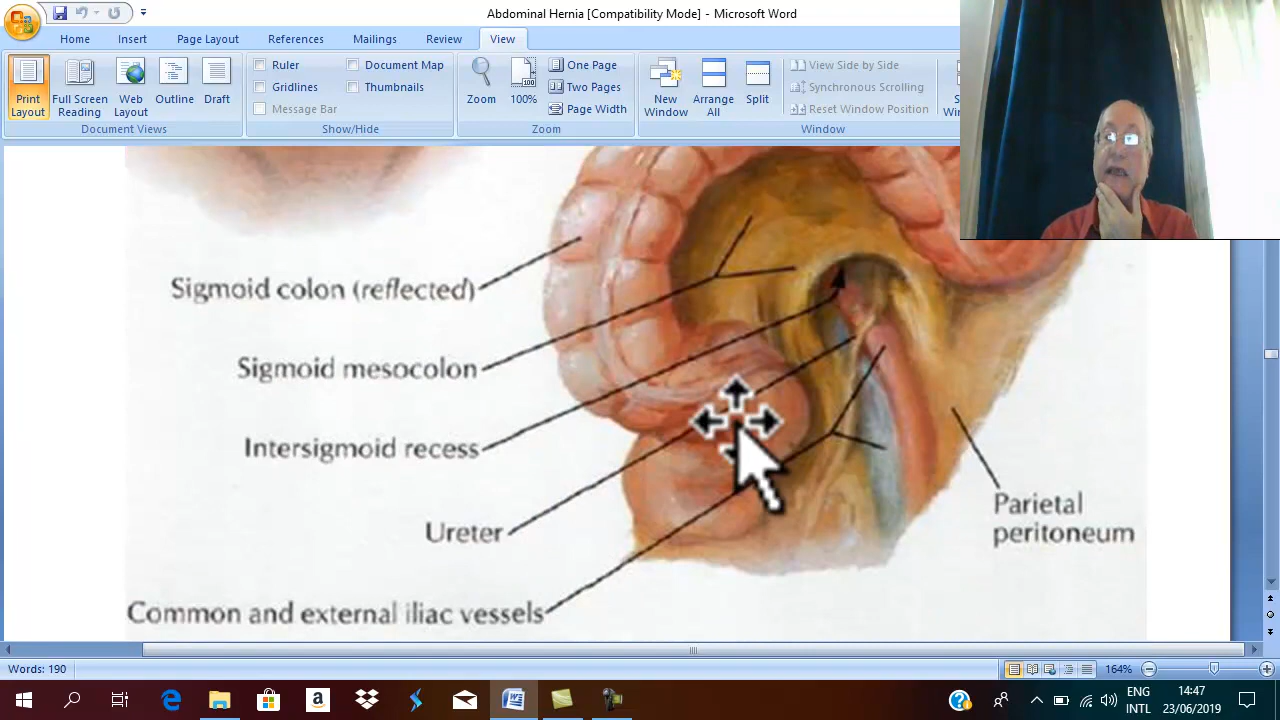 Abdominal Hernia [Compatibility Mode] - Microsoft Word
Home Insert Page Layout References Mailings Review View
Ruler Document Map One Page View Side by Side
Gridlines Thumbnails Two Pages Synchronous Scrolling
Message Bar Page Width Reset Window Position
Print Layout
Full Screen Reading
Web Layout
Outline
Draft
Zoom
100%
New Window
Arrange All
Split
Document Views Show/Hide Zoom Window
Sigmoid colon (reflected)
Sigmoid mesocolon
Intersigmoid recess
Ureter
Common and external iliac vessels
Parietal
peritoneum
Words: 190
164%
ENG
INTL
14:47
23/06/2019